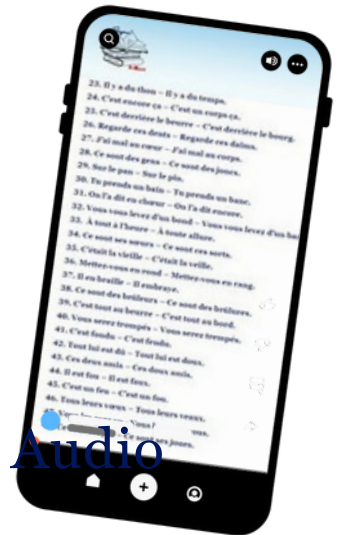 23. Il y a du thon – Il y a du temps.
24. C'est encore ça – C'est un corps ça.
25. C'est derrière le beurre – C'est derrière le bourg.
26. Regarde ces dents – Regarde ces daims.
27. J'ai mal au cœur – J'ai mal au corps.
28. Ce sont des gens – Ce sont des joues.
29. Sur le pan – Sur le pin.
30. Tu prends un bain – Tu prends un banc.
31. On l'a dit en chœur – On l'a dit encore.
32. Vous vous levez d'un bond – Vous vous levez d'un
33. À tout à l'heure – À toute allure.
34. Ce sont ses sœurs – Ce sont ces sorts.
35. C'était la vieille – C'était la veille.
36. Mettez-vous en rond – Mettez-vous en rang.
37. Il en braille – Il embraye.
38. Ce sont des brûleurs – Ce sont des brûlures.
39. C'est tout au beurre – C'est tout au bord.
40. Vous serez trompés – Vous serez trempés.
41. C'est fondu – C'est fendu.
42. Tout lui est dû – Tout lui est doux.
43. Ces deux amis – Ces doux amis.
44. Il est fou – Il est faux.
45. C'est un feu – C'est un fou.
46. Tous leurs vœux – Tous leurs veaux.
Ce sont ses joues.
Audio